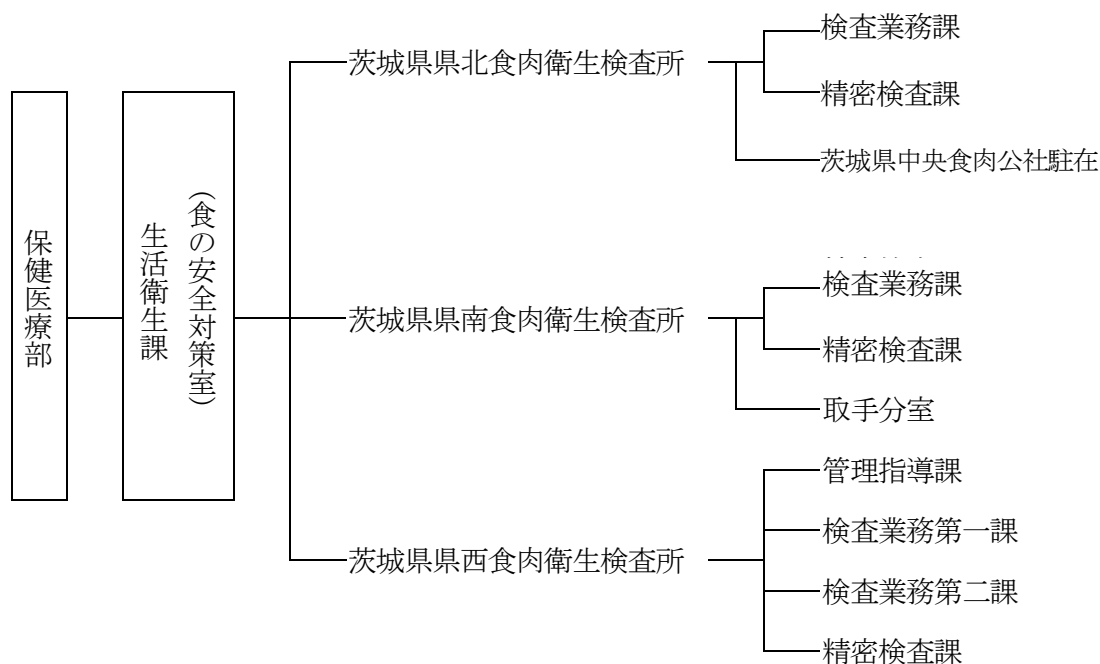 保健医療部
生活衛生課
(食の安全対策室)
茨城県県北食肉衛生検査所
検査業務課
精密検査課
茨城県中央食肉公社駐在
茨城県県南食肉衛生検査所
検査業務課
精密検査課
取手分室
茨城県県西食肉衛生検査所
管理指導課
検査業務第一課
検査業務第二課
精密検査課